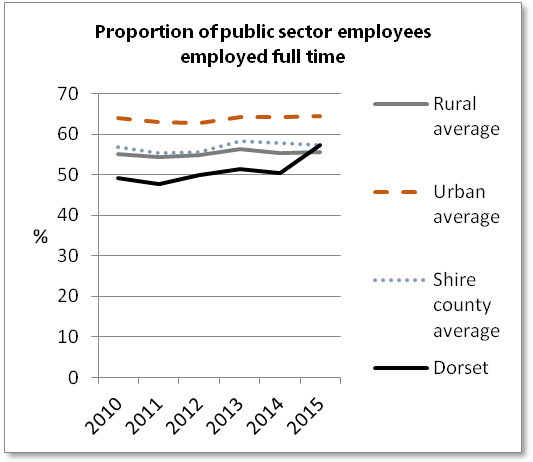 Proportion of public sector employees
employed full time
70
60
50
40
30
20
10
0
%
2010
2011
2012
2013
2014
2015
Rural
average
Urban
average
Shire
county
average
Dorset